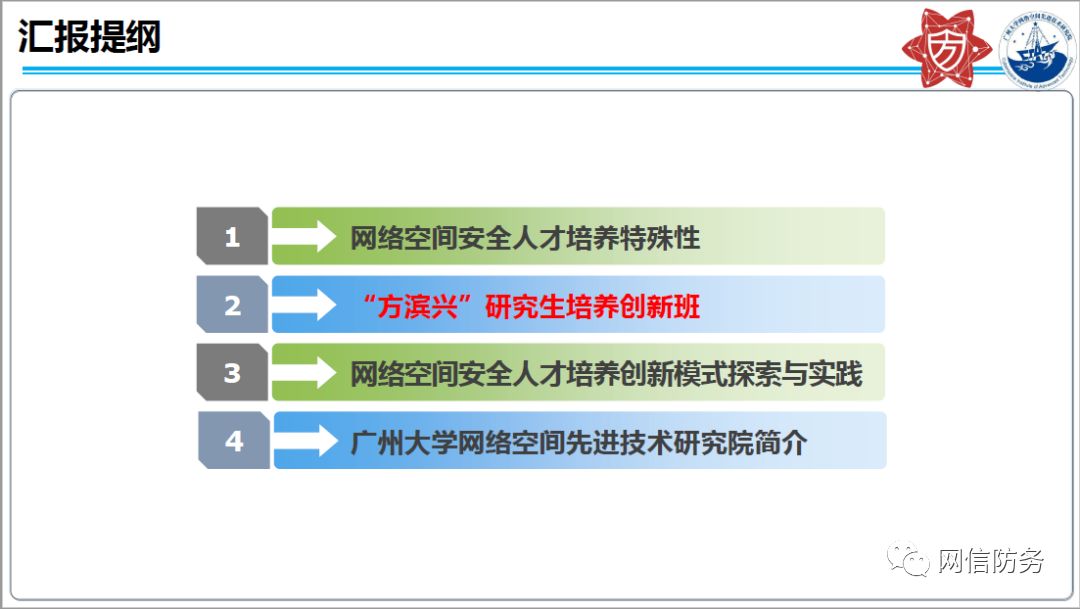 汇报提纲
方
1
网络空间安全人才培养特殊性
2
“方滨兴”研究生培养创新班
3
网络空间安全人才培养创新模式探索与实践
4
广州大学网络空间先进技术研究院简介
网信防务